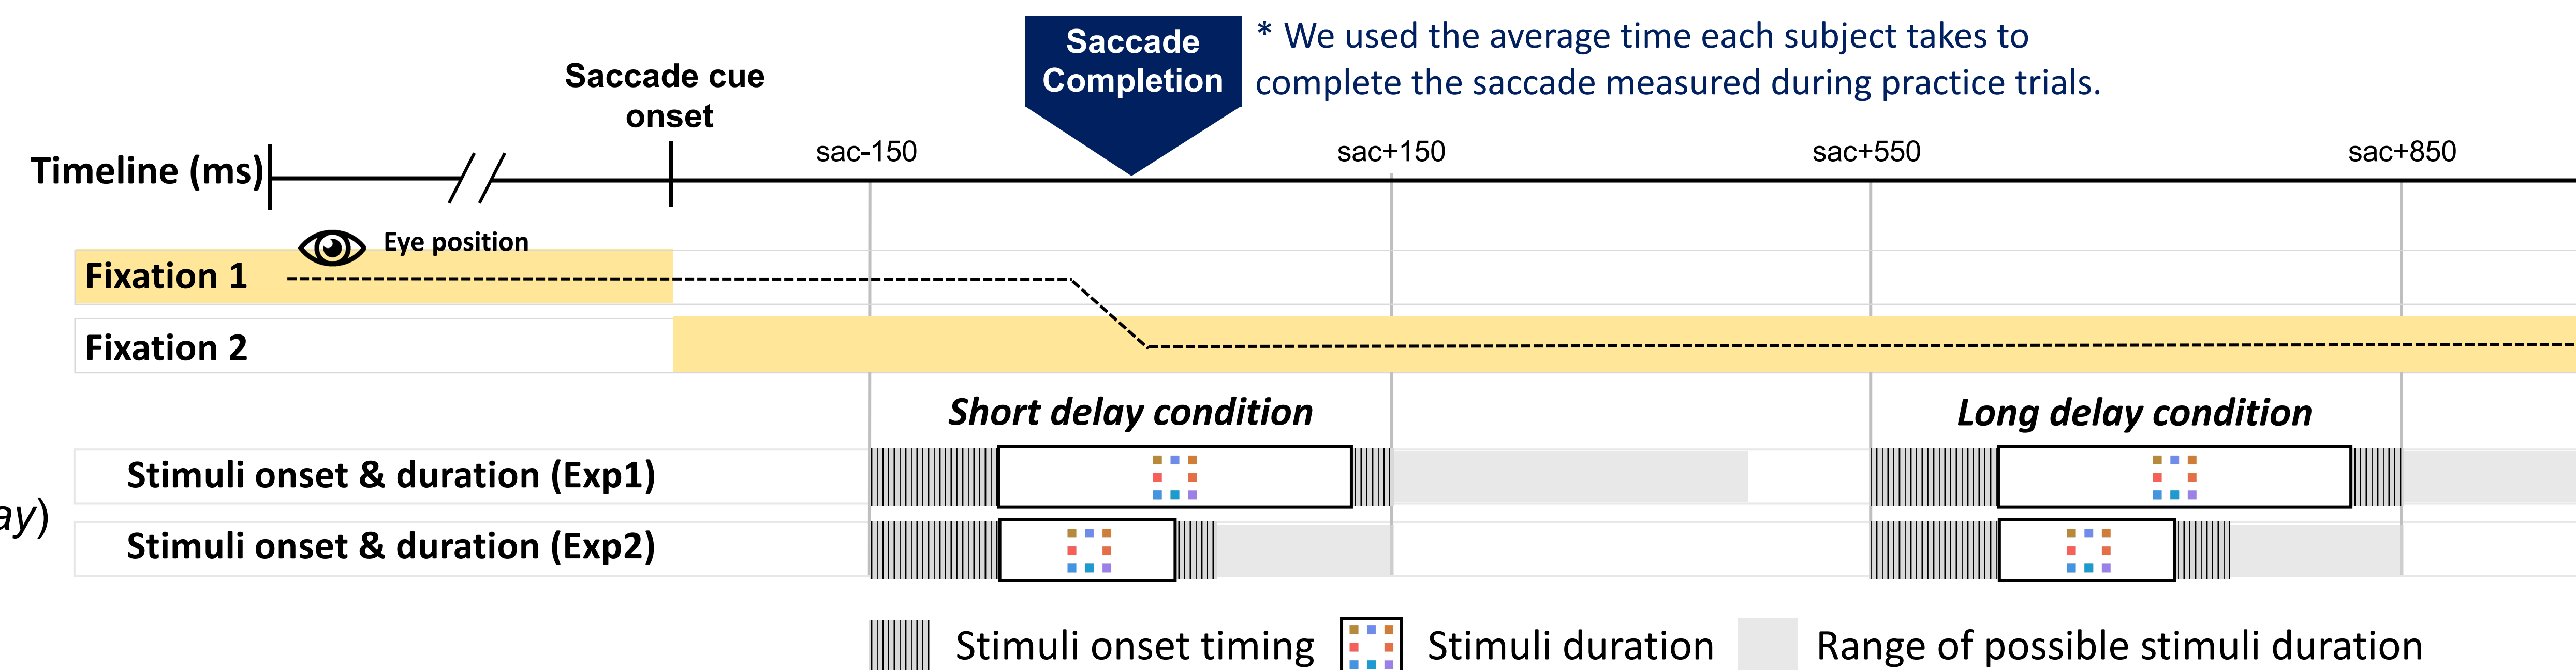 Saccade
Completion
* We used the average time each subject takes to
complete the saccade measured during practice trials.
Saccade cue
onset
Timeline (ms)
sac-150
sac+150
sac+550
sac+850
Eye position
Fixation 1
Fixation 2
Short delay condition
Long delay condition
Stimuli onset & duration (Exp1)
ay)
Stimuli onset & duration (Exp2)
Stimuli onset timing
Stimuli duration
Range of possible stimuli duration